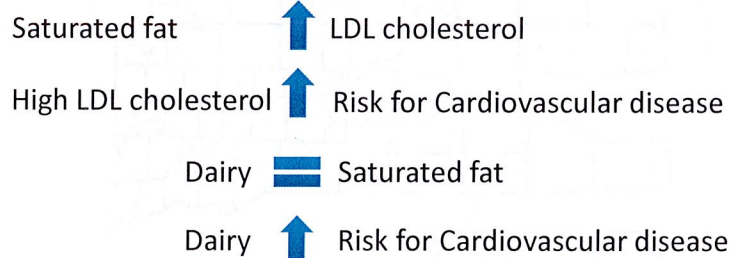 Saturated fat LDL cholesterol
High LDL cholesterol Risk for Cardiovascular disease
Dairy = Saturated fat
Dairy Risk for Cardiovascular disease